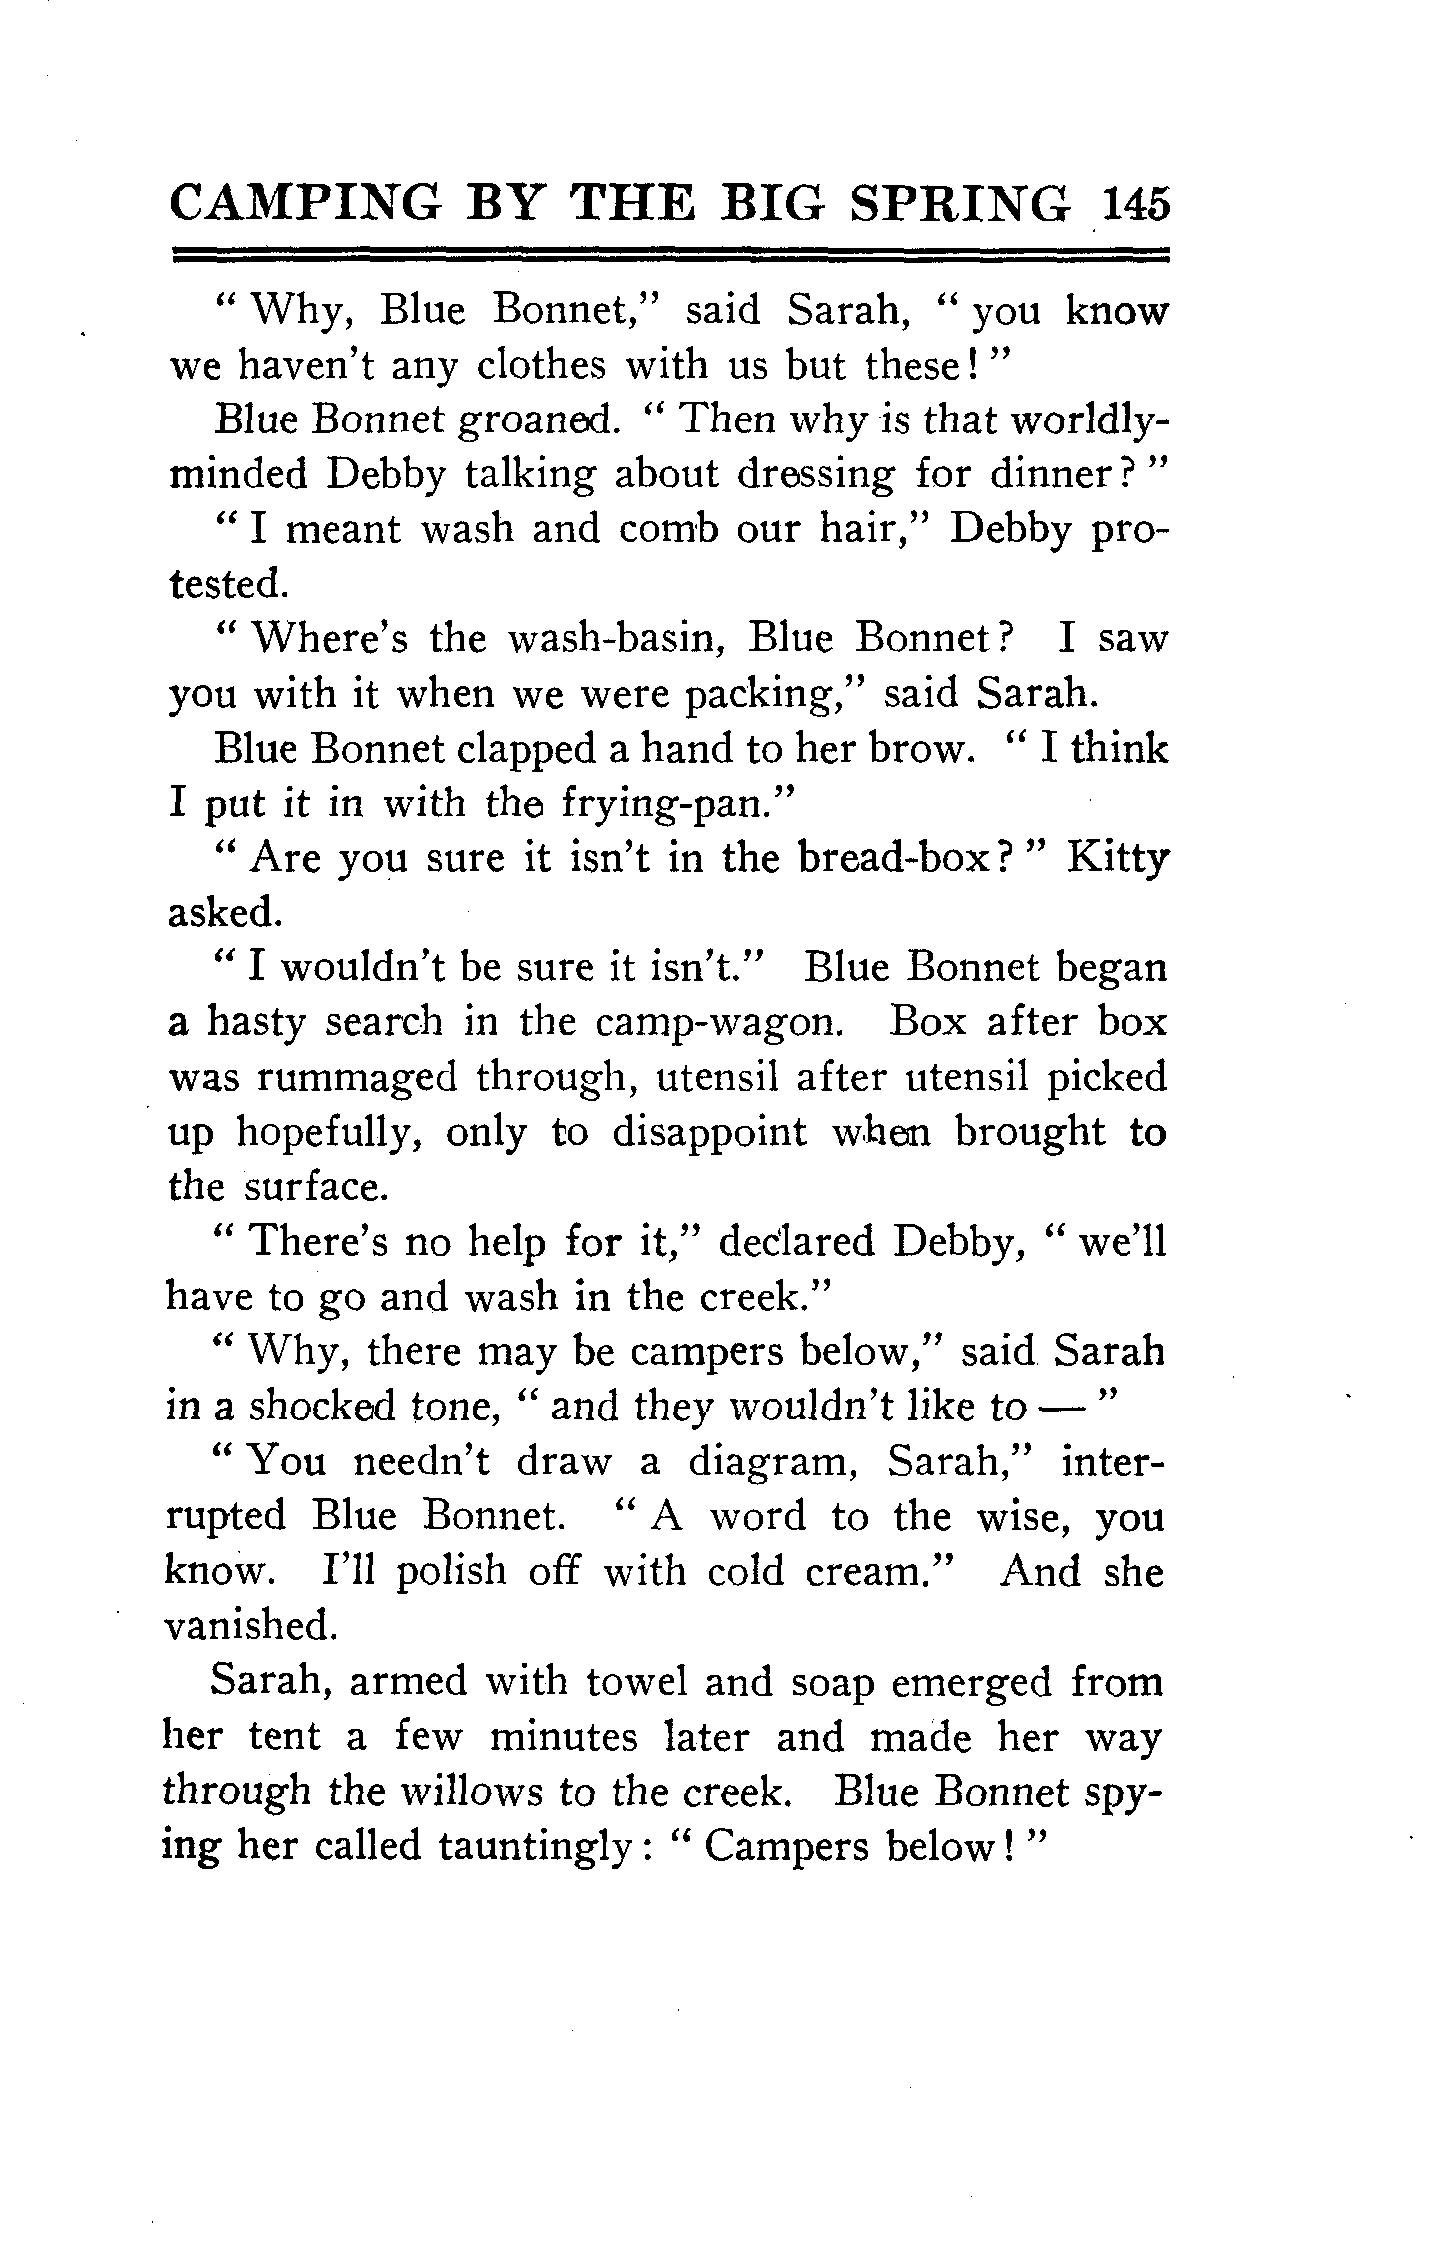 CAMPING BY THE BIG SPRING 145
“ Why, Blue Bonnet,” said Sarah, “ you know
we haven’t any clothes with us but these! ”
Blue Bonnet groaned. “ Then why is that worldly-
minded Debby talking about dressing for dinner? ”
“ I meant wash and comb our hair,” Debby pro-
tested.
“ Where’s the wash-basin, Blue Bonnet? I saw
you with it when we were packing,” said Sarah.
Blue Bonnet clapped a hand to her brow. “ I think
I put it in with the frying-pan.”
“ Are you sure it isn’t in the bread-box? ” Kitty
asked.
“ I wouldn’t be sure it isn’t.” Blue Bonnet began
a hasty search in the camp-wagon. Box after box
was rummaged through, utensil after utensil picked
up hopefully, only to disappoint when brought to
the surface.
“ There’s no help for it,” declared Debby, “ we’ll
have to go and wash in the creek.”
“ Why, there may be campers below,” said Sarah
in a shocked tone, “ and they wouldn’t like to — ”
“ You needn’t draw a diagram, Sarah,” inter-
rupted Blue Bonnet. “ A word to the wise, you
know. I’ll polish off with cold cream.” And she
vanished.
Sarah, armed with towel and soap emerged from
her tent a few minutes later and made her way
through the willows to the creek. Blue Bonnet spy-
ing her called tauntingly: “ Campers below! ”